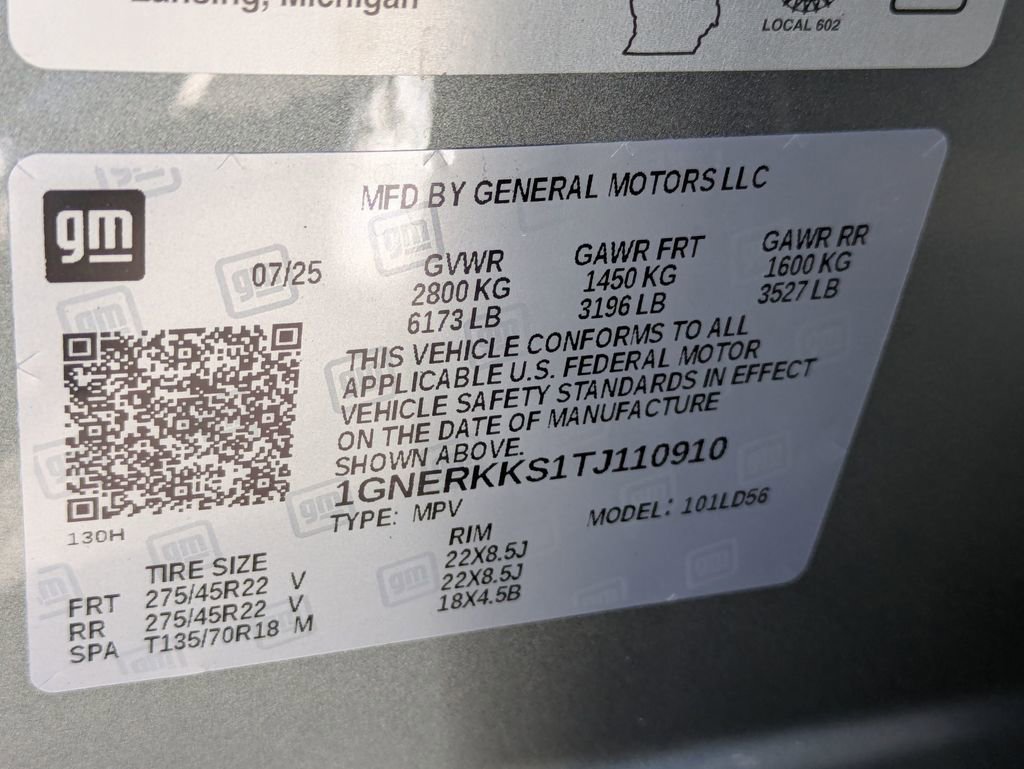 Lansing, Michigan
LOCAL 602
gm
MFD BY GENERAL MOTORS LLC
07/25
GVWR GAWR FRT GAWR RR
2800 KG 1450 KG 1600 KG
6173 LB 3196 LB 3527 LB
THIS VEHICLE CONFORMS TO ALL
APPLICABLE U.S. FEDERAL MOTOR
VEHICLE SAFETY STANDARDS IN EFFECT
ON THE DATE OF MANUFACTURE
SHOWN ABOVE.
1GNERKKS1TJ110910
TYPE: MPV MODEL: 101LD56
130H
TIRE SIZE RIM
FRT 275/45R22 V 22X8.5J
RR 275/45R22 V 22X8.5J
SPA T135/70R18 M 18X4.5B